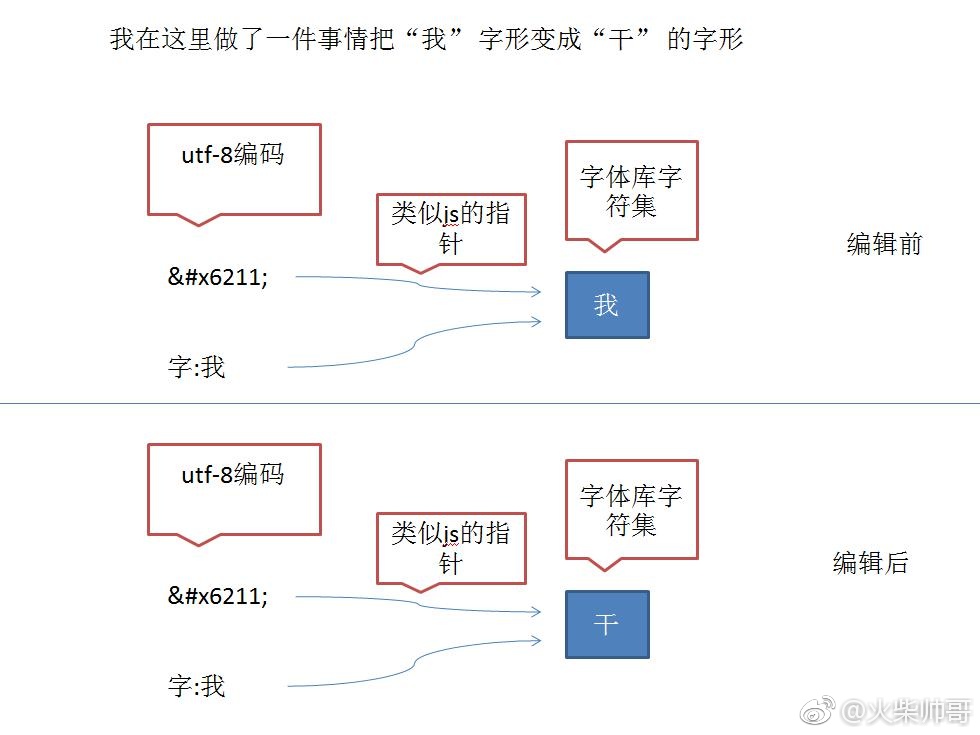 我在这里做了一件事情把“我” 字形变成“干” 的字形
utf-8编码
类似js的指
针
字体库字
符集
编辑前
&#x6211;
我
字:我
utf-8编码
类似js的指
针
字体库字
符集
编辑后
&#x6211;
干
字:我
@火柴帅哥